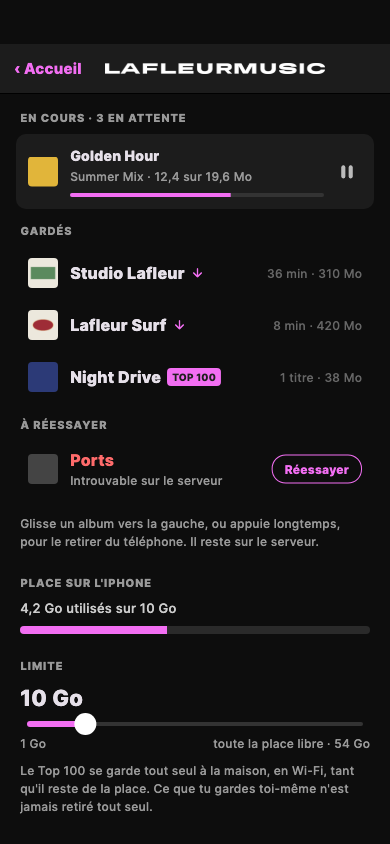 ‹ Accueil LAFLEURMUSIC
EN COURS · 3 EN ATTENTE
Golden Hour
Summer Mix · 12,4 sur 19,6 Mo
GARDÉS
Studio Lafleur ↓ 36 min · 310 Mo
Lafleur Surf ↓ 8 min · 420 Mo
Night Drive TOP 100 1 titre · 38 Mo
À RÉESSAYER
Ports
Introuvable sur le serveur
Réessayer
Glisse un album vers la gauche, ou appuie longtemps,
pour le retirer du téléphone. Il reste sur le serveur.
PLACE SUR L'IPHONE
4,2 Go utilisés sur 10 Go
LIMITE
10 Go
1 Go toute la place libre · 54 Go
Le Top 100 se garde tout seul à la maison, en Wi-Fi, tant
qu'il reste de la place. Ce que tu gardes toi-même n'est
jamais retiré tout seul.